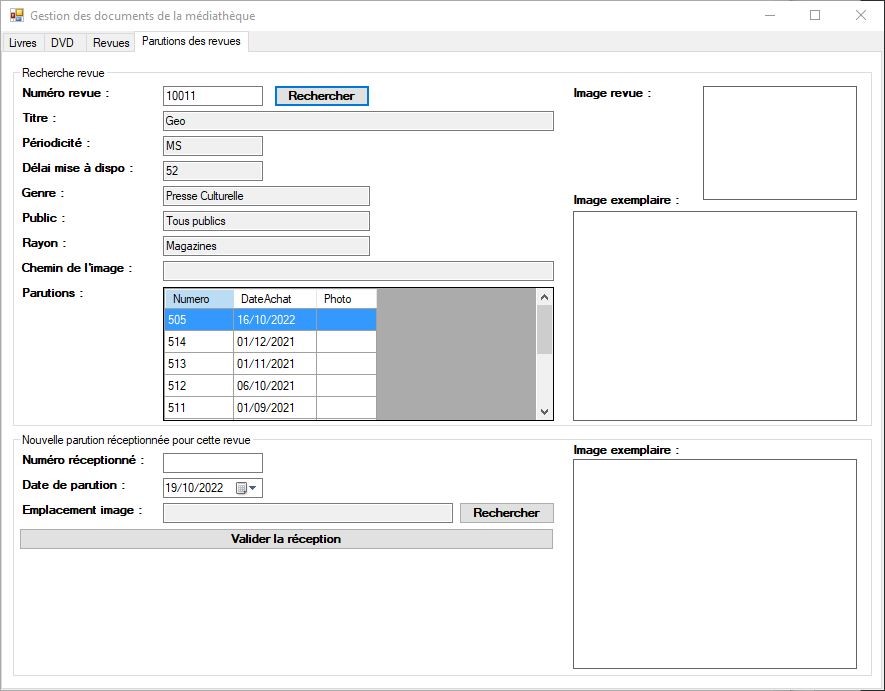 Gestion des documents de la médiathèque
Livres DVD Revues Parutions des revues
Recherche revue
Numéro revue : 10011 Rechercher Image revue :
Titre : Geo
Périodicité : MS
Délai mise à dispo : 52
Genre : Presse Culturelle Image exemplaire :
Public : Tous publics
Rayon : Magazines
Chemin de l'image :
Parutions : Numero DateAchat Photo
505 16/10/2022
514 01/12/2021
513 01/11/2021
512 06/10/2021
511 01/09/2021
Nouvelle parution réceptionnée pour cette revue
Numéro réceptionné : Image exemplaire :
Date de parution : 19/10/2022
Emplacement image : Rechercher
Valider la réception